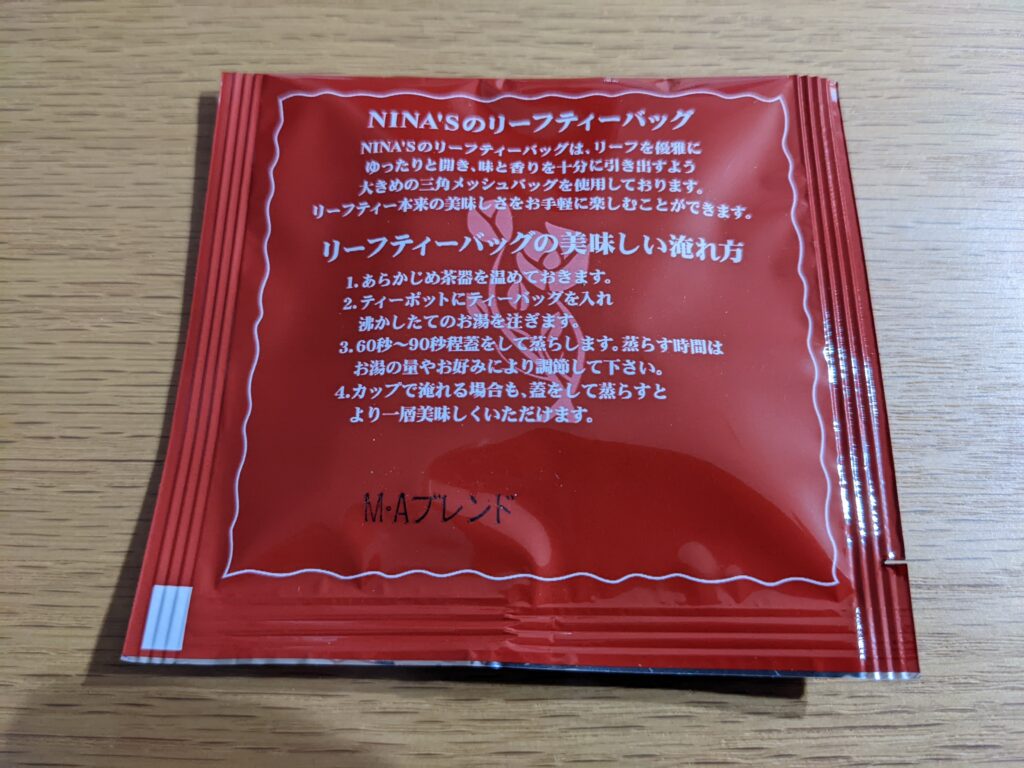 NINA'Sのリーフティーバッグ
NINA'Sのリーフティーバッグは、リーフを優雅に
ゆったりと開き、味と香りを十分に引き出すよう
大きめの三角メッシュバッグを使用しております。
リーフティー本来の美味しさをお手軽に楽しむことができます。
リーフティーバッグの美味しい淹れ方
1.あらかじめ茶器を温めておきます。
2.ティーポットにティーバッグを入れ
沸かしたてのお湯を注ぎます。
3.60秒〜90秒程蓋をして蒸らします。蒸らす時間は
お湯の量やお好みにより調節して下さい。
4.カップで淹れる場合も、蓋をして蒸らすと
より一層美味しくいただけます。
M・Aブレンド